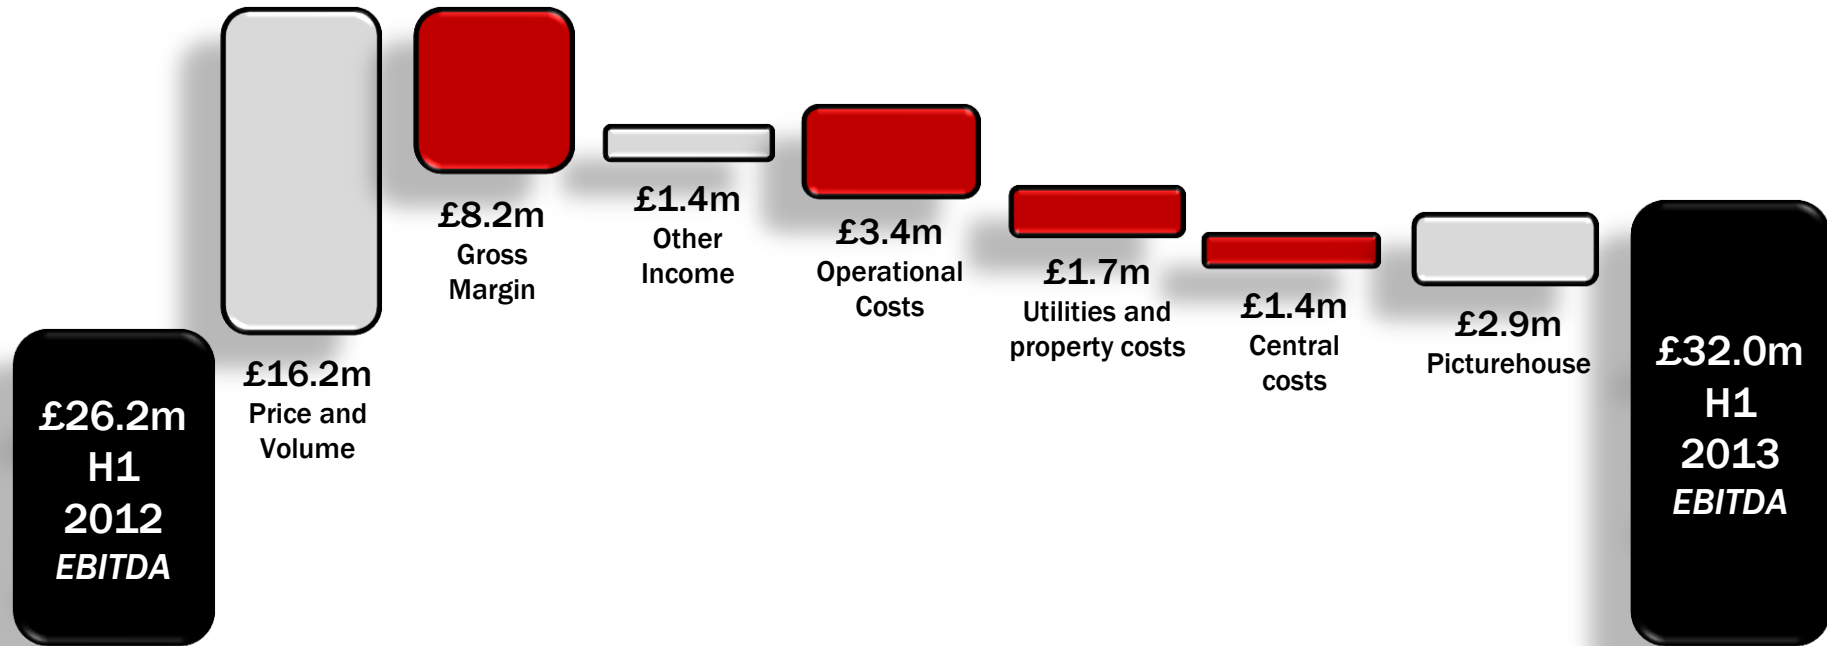 £26.2m
H1
2012
EBITDA
£16.2m
Price and
Volume
£8.2m
Gross
Margin
£1.4m
Other
Income
£3.4m
Operational
Costs
£1.7m
Utilities and
property costs
£1.4m
Central
costs
£2.9m
Picturehouse
£32.0m
H1
2013
EBITDA